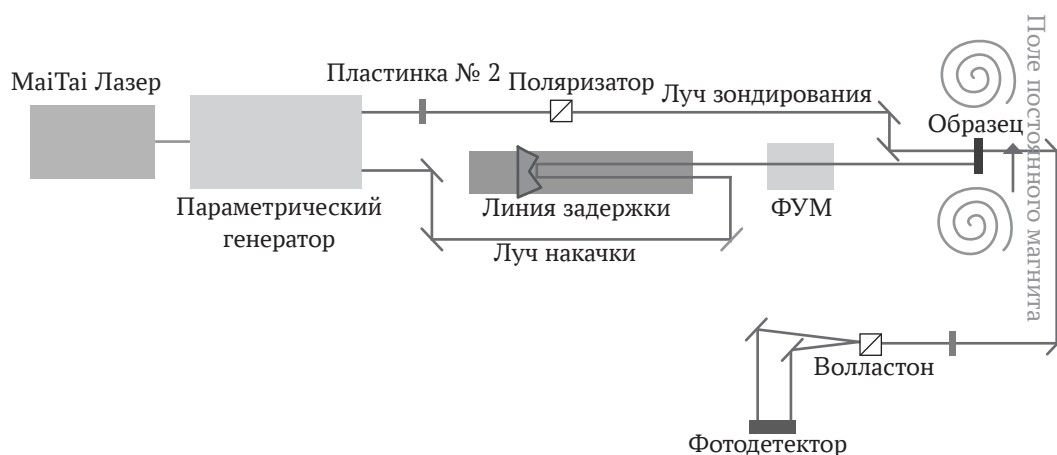 MaiTai Лазер
Пластинка № 2
Поляризатор
Луч зондирования
Образец
Поле постоянного магнита
Параметрический
генератор
Линия задержки
ФУМ
Луч накачки
Волластон
Фотодетектор